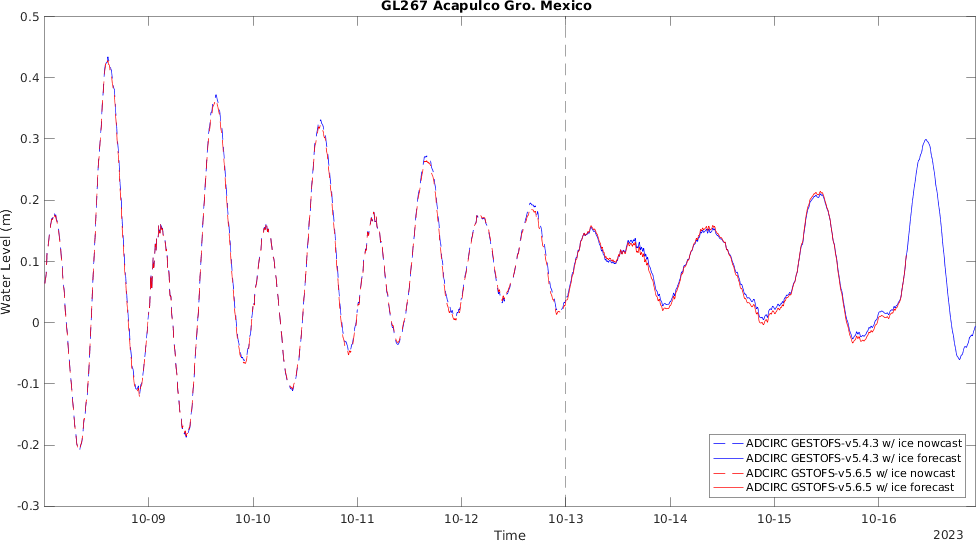 GL267 Acapulco Gro. Mexico
0.5
0.4
0.3
0.2
0.1
0
-0.1
-0.2
-0.3
Water Level (m)
10-09 10-10 10-11 10-12 10-13 10-14 10-15 10-16
Time
2023
ADCIRC GESTOFS-v5.4.3 w/ ice nowcast
ADCIRC GESTOFS-v5.4.3 w/ ice forecast
ADCIRC GSTOFS-v5.6.5 w/ ice nowcast
ADCIRC GSTOFS-v5.6.5 w/ ice forecast